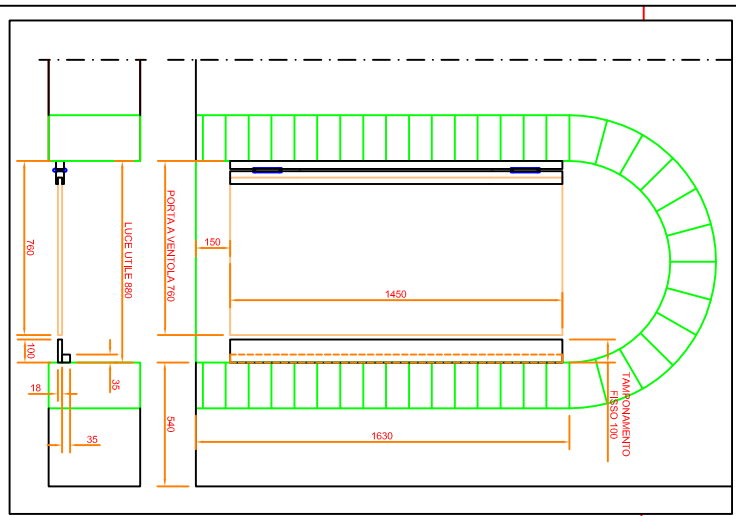 760
100
18
35
35
LUCE UTILE 880
PORTA A VENTOLA 760
540
150
1450
1630
TAMPONAMENTO
FISSO 100